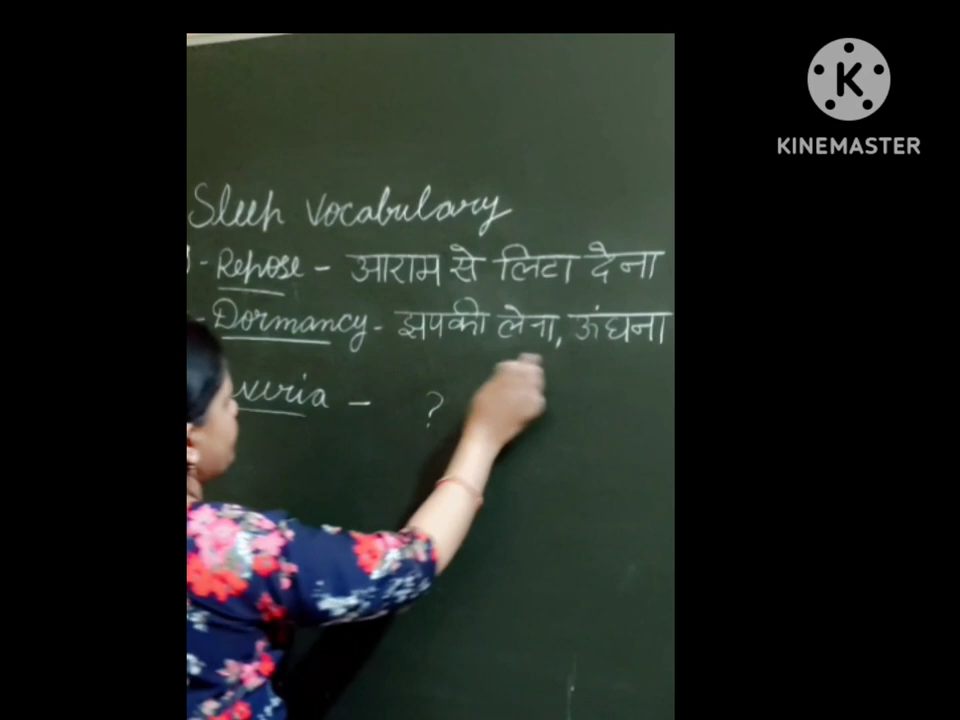 Sleep Vocabulary
- Repose - आराम से लिटा देना
- Dormancy - झपकी लेना, ऊंघना
- ?
KINEMASTER